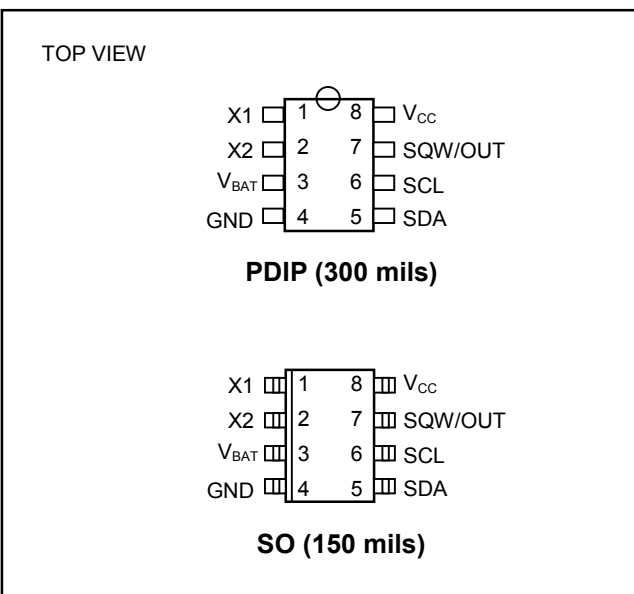 TOP VIEW
X1 1 8 VCC
X2 2 7 SQW/OUT
VBAT 3 6 SCL
GND 4 5 SDA
PDIP (300 mils)
X1 1 8 VCC
X2 2 7 SQW/OUT
VBAT 3 6 SCL
GND 4 5 SDA
SO (150 mils)